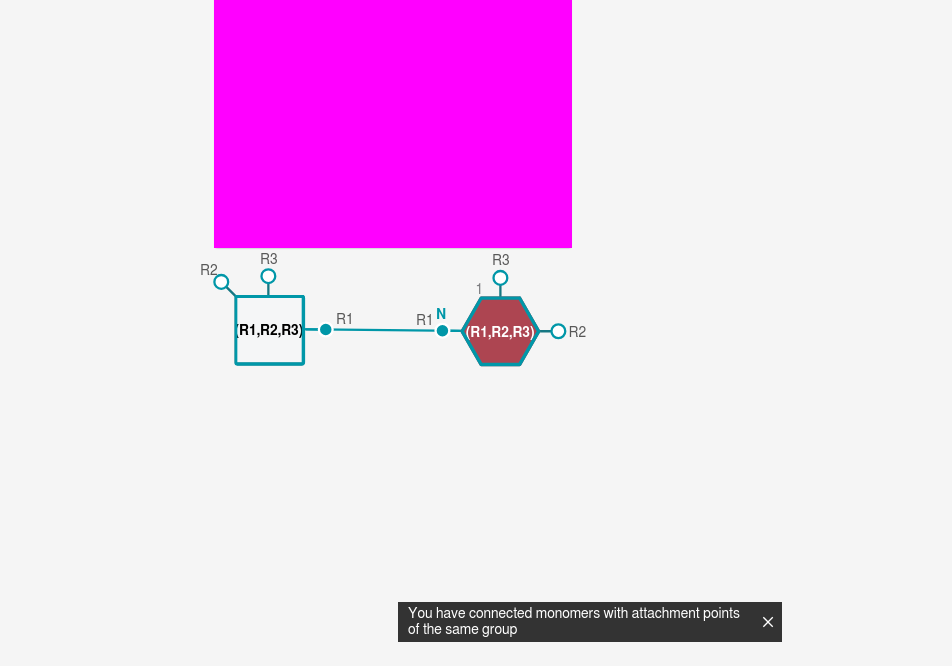 R2 R3 R3
1
(R1,R2,R3) R1 R1 N (R1,R2,R3) R2
You have connected monomers with attachment points
of the same group